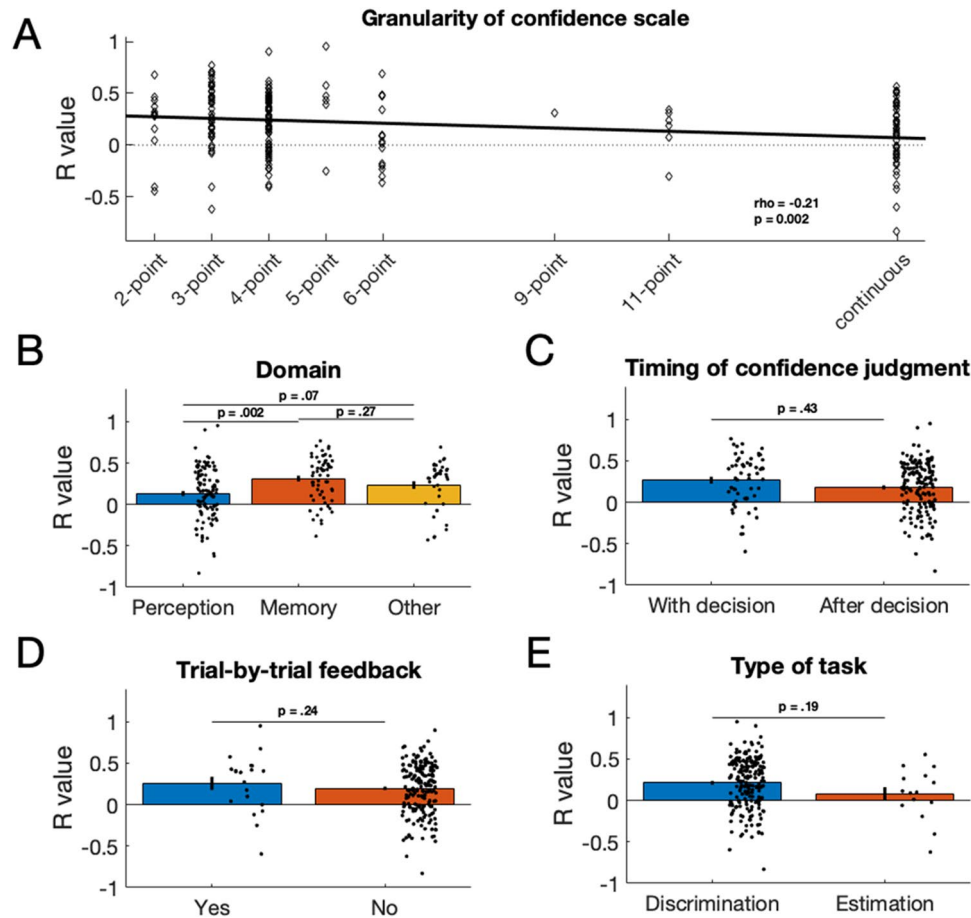 A
Granularity of confidence scale
R value
1
0.5
0
-0.5
rho = -0.21
p = 0.002
2-point
3-point
4-point
5-point
6-point
9-point
11-point
continuous
B
Domain
R value
1
0.5
0
-0.5
-1
p = .07
p = .002
p = .27
Perception
Memory
Other
C
Timing of confidence judgment
R value
1
0.5
0
-0.5
-1
p = .43
With decision
After decision
D
Trial-by-trial feedback
R value
1
0.5
0
-0.5
-1
p = .24
Yes
No
E
Type of task
R value
1
0.5
0
-0.5
-1
p = .19
Discrimination
Estimation